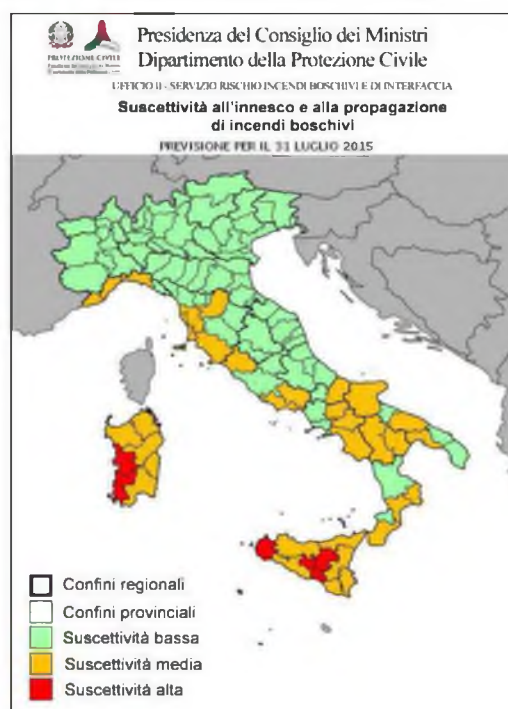 Presidenza del Consiglio dei Ministri
Dipartimento della Protezione Civile
PROTEZIONE CIVILE
UFFICIO II - SERVIZIO RISCHIO INCENDI BOSCHIVI E DI INTERFACCIA
Suscettività all'innesco e alla propagazione
di incendi boschivi
PREVISIONE PER IL 31 LUGLIO 2015
Confini regionali
Confini provinciali
Suscettività bassa
Suscettività media
Suscettività alta